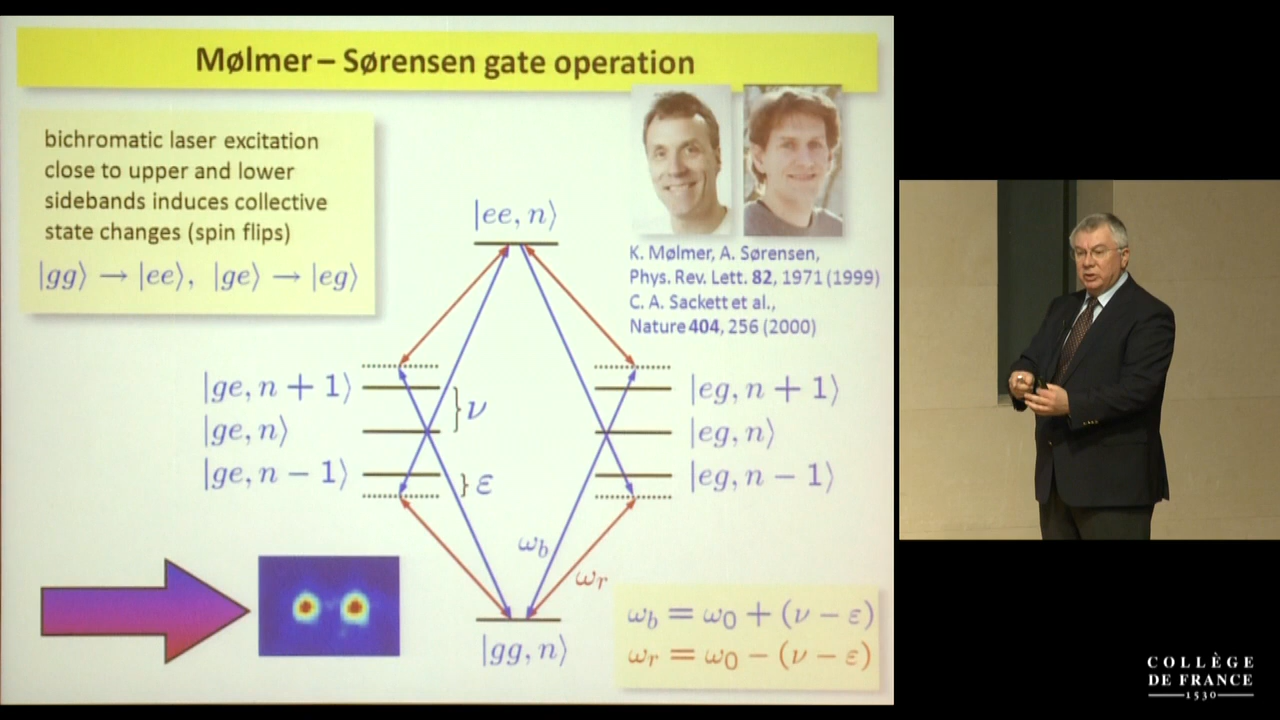 Mølmer – Sørensen gate operation
bichromatic laser excitation
close to upper and lower
sidebands induces collective
state changes (spin flips)
|gg⟩ → |ee⟩, |ge⟩ → |eg⟩
K. Mølmer, A. Sørensen,
Phys. Rev. Lett. 82, 1971 (1999)
C. A. Sackett et al.,
Nature 404, 256 (2000)
|ee, n⟩
|ge, n + 1⟩
|ge, n⟩
|ge, n − 1⟩
} ν
} ε
|eg, n + 1⟩
|eg, n⟩
|eg, n − 1⟩
ω_b
ω_r
|gg, n⟩
ω_b = ω_0 + (ν − ε)
ω_r = ω_0 − (ν − ε)
COLLÈGE
DE FRANCE
1530